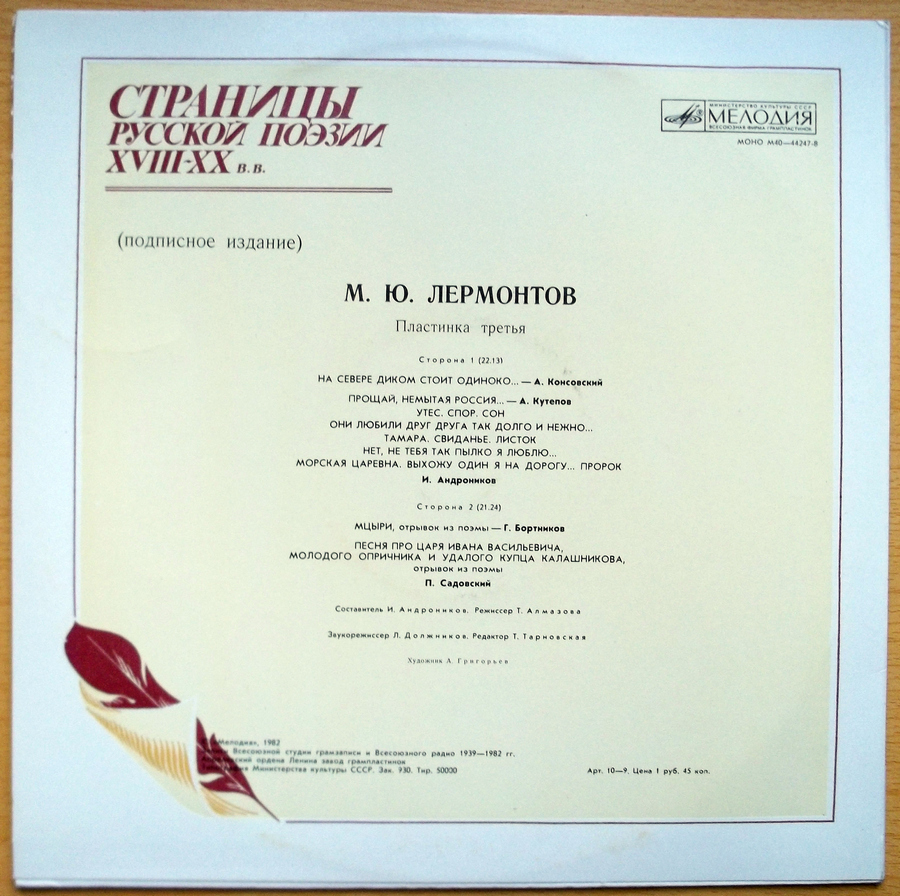 СТРАНИЦЫ
РУССКОЙ ПОЭЗИИ
XVIII-XX В.В.
МИНИСТЕРСТВО КУЛЬТУРЫ СССР
МЕЛОДИЯ
ВСЕСОЮЗНАЯ ФИРМА ГРАМПЛАСТИНОК
МОНО М40—44247-8
(подписное издание)
М. Ю. ЛЕРМОНТОВ
Пластинка третья
Сторона 1 (22.13)
НА СЕВЕРЕ ДИКОМ СТОИТ ОДИНОКО... — А. Консовский
ПРОЩАЙ, НЕМЫТАЯ РОССИЯ... — А. Кутепов
УТЕС. СПОР. СОН
ОНИ ЛЮБИЛИ ДРУГ ДРУГА ТАК ДОЛГО И НЕЖНО...
ТАМАРА. СВИДАНЬЕ. ЛИСТОК
НЕТ, НЕ ТЕБЯ ТАК ПЫЛКО Я ЛЮБЛЮ...
МОРСКАЯ ЦАРЕВНА. ВЫХОЖУ ОДИН Я НА ДОРОГУ... ПРОРОК
И. Андроников
Сторона 2 (21.24)
МЦЫРИ, отрывок из поэмы — Г. Бортников
ПЕСНЯ ПРО ЦАРЯ ИВАНА ВАСИЛЬЕВИЧА,
МОЛОДОГО ОПРИЧНИКА И УДАЛОГО КУПЦА КАЛАШНИКОВА,
отрывок из поэмы
П. Садовский
Составитель И. Андроников. Режиссер Т. Алмазова
Звукорежиссер Л. Должников. Редактор Т. Тарновская
Художник А. Григорьев
«Мелодия», 1982
Всесоюзной студии грамзаписи и Всесоюзного радио 1939—1982 гг.
ордена Ленина завод грампластинок
Министерства культуры СССР. Зак. 930. Тир. 50000
Арт. 10—9. Цена 1 руб. 45 коп.